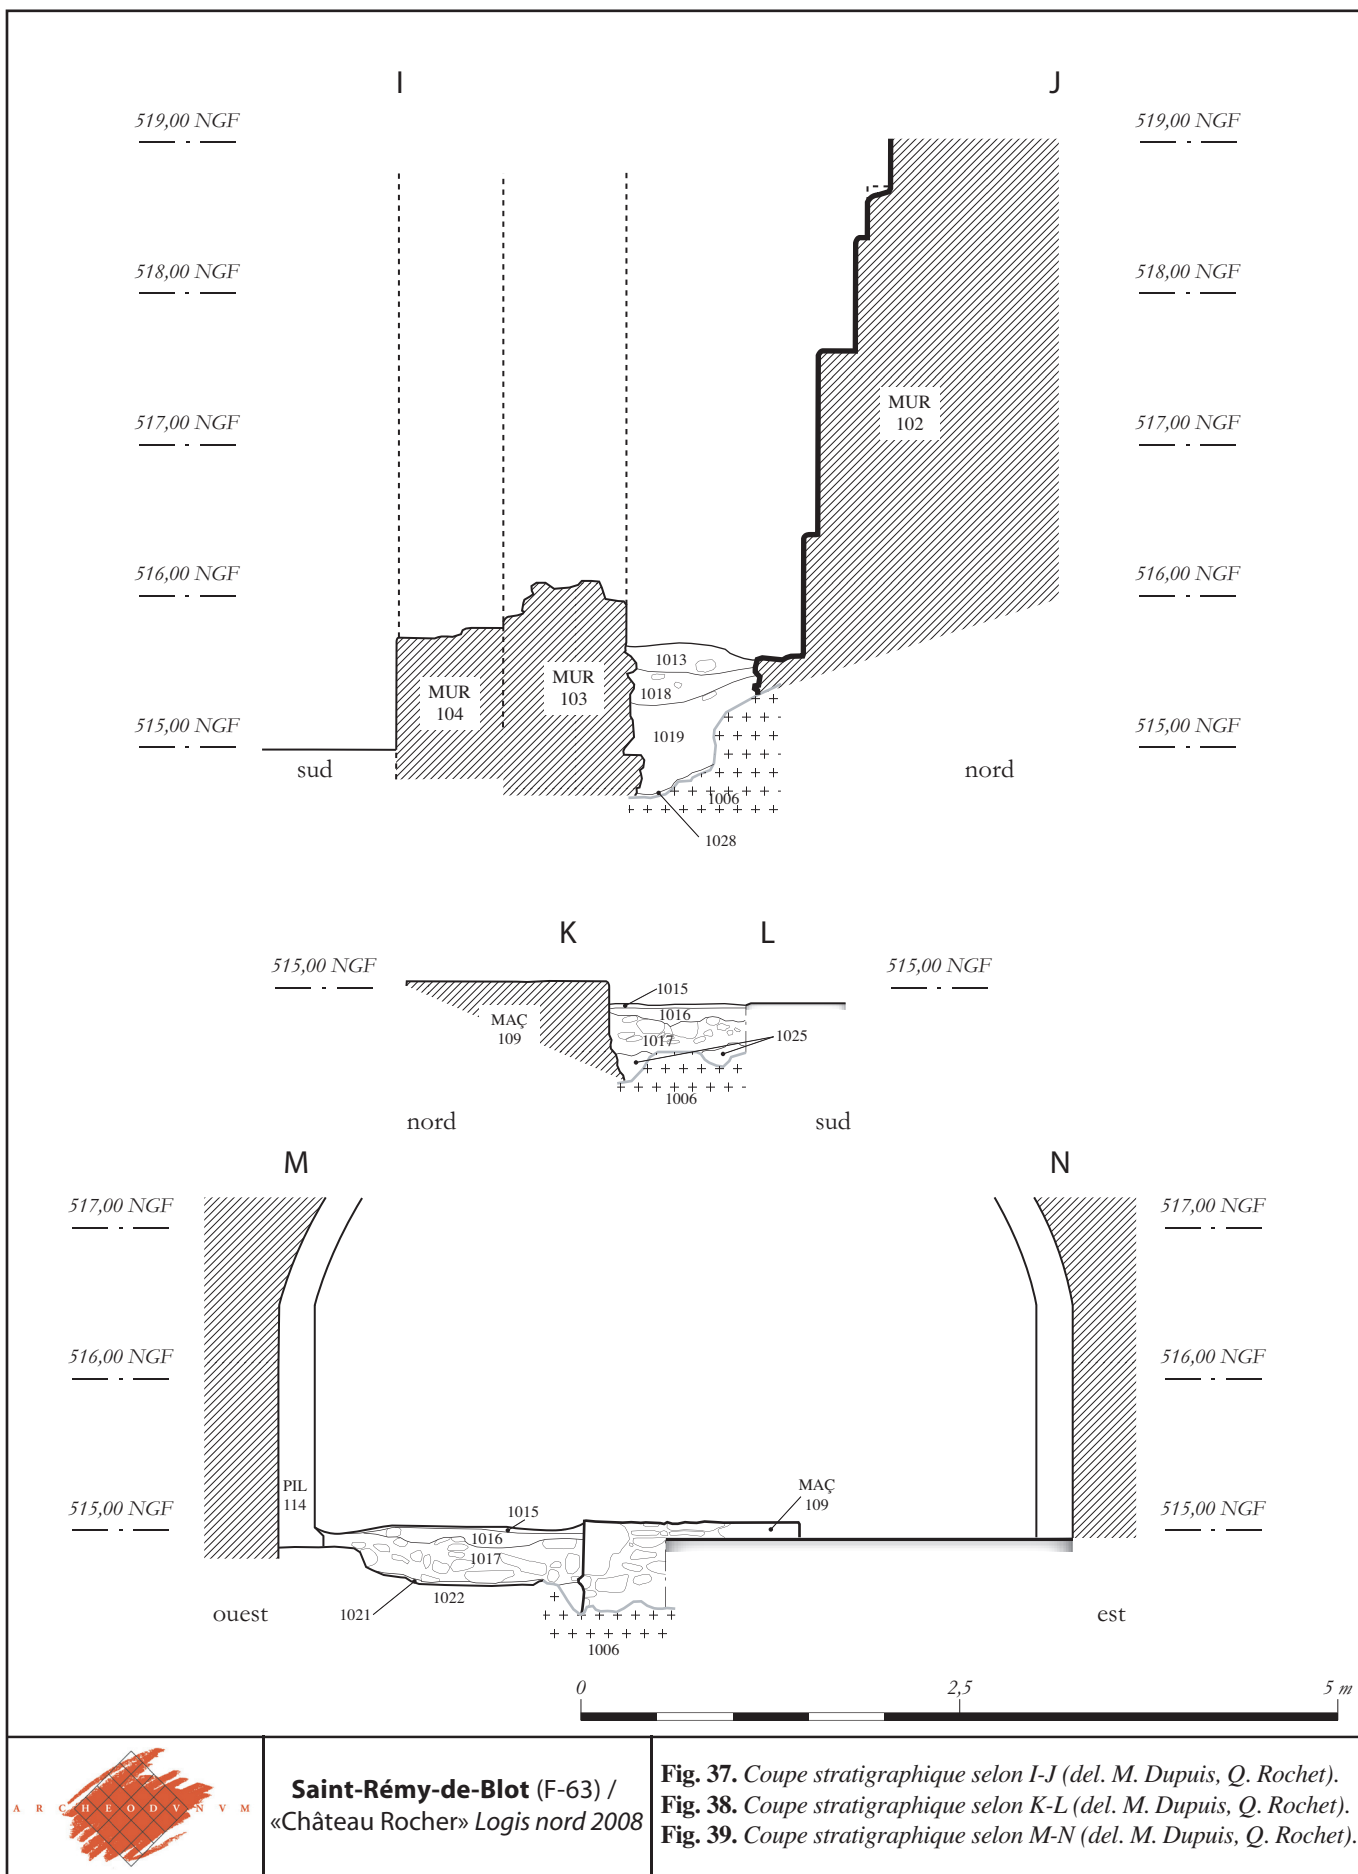 I J
519,00 NGF 519,00 NGF
518,00 NGF 518,00 NGF
517,00 NGF 517,00 NGF
MUR
102
516,00 NGF 516,00 NGF
1013
MUR
104
MUR
103
1018
515,00 NGF 515,00 NGF
1019
sud nord
1006
1028
K L
515,00 NGF 515,00 NGF
1015
1016
MAÇ
109
1017 1025
1006
nord sud
M N
517,00 NGF 517,00 NGF
516,00 NGF 516,00 NGF
PIL
114
MAÇ
109
515,00 NGF 515,00 NGF
1015
1016
1017
1022
1021
ouest est
1006
0 2,5 5 m
ARCHEODVNVM
Saint-Rémy-de-Blot (F-63) /
«Château Rocher» Logis nord 2008
Fig. 37. Coupe stratigraphique selon I-J (del. M. Dupuis, Q. Rochet).
Fig. 38. Coupe stratigraphique selon K-L (del. M. Dupuis, Q. Rochet).
Fig. 39. Coupe stratigraphique selon M-N (del. M. Dupuis, Q. Rochet).